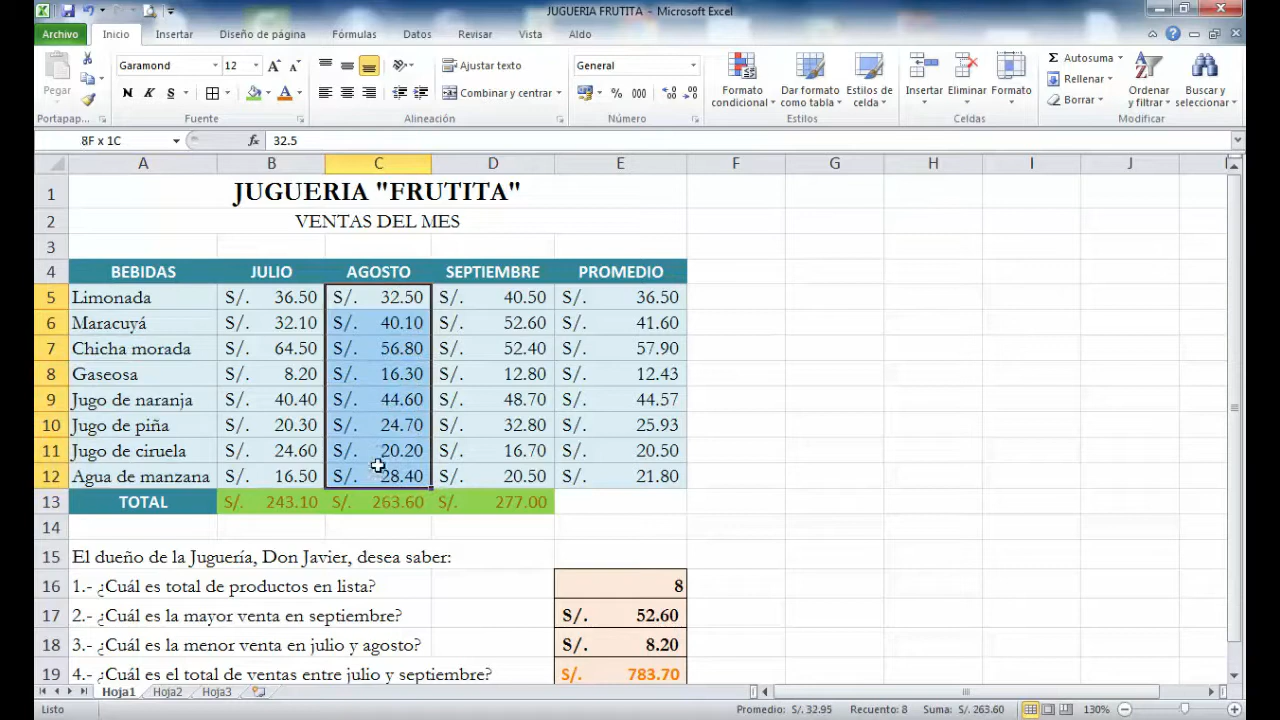 JUGUERIA FRUTITA - Microsoft Excel
Archivo Inicio Insertar Diseño de página Fórmulas Datos Revisar Vista Aldo
Pegar
Garamond 12
N K S
Ajustar texto
Combinar y centrar
General
% 000
Formato condicional
Dar formato como tabla
Estilos de celda
Insertar Eliminar Formato
Σ Autosuma
Rellenar
Borrar
Ordenar y filtrar
Buscar y seleccionar
Portapap... Fuente Alineación Número Estilos Celdas Modificar
8F x 1C fx 32.5
A B C D E F G H I J
1 JUGUERIA "FRUTITA"
2 VENTAS DEL MES
3
4 BEBIDAS JULIO AGOSTO SEPTIEMBRE PROMEDIO
5 Limonada S/. 36.50 S/. 32.50 S/. 40.50 S/. 36.50
6 Maracuyá S/. 32.10 S/. 40.10 S/. 52.60 S/. 41.60
7 Chicha morada S/. 64.50 S/. 56.80 S/. 52.40 S/. 57.90
8 Gaseosa S/. 8.20 S/. 16.30 S/. 12.80 S/. 12.43
9 Jugo de naranja S/. 40.40 S/. 44.60 S/. 48.70 S/. 44.57
10 Jugo de piña S/. 20.30 S/. 24.70 S/. 32.80 S/. 25.93
11 Jugo de ciruela S/. 24.60 S/. 20.20 S/. 16.70 S/. 20.50
12 Agua de manzana S/. 16.50 S/. 28.40 S/. 20.50 S/. 21.80
13 TOTAL S/. 243.10 S/. 263.60 S/. 277.00
14
15 El dueño de la Juguería, Don Javier, desea saber:
16 1.- ¿Cuál es total de productos en lista? 8
17 2.- ¿Cuál es la mayor venta en septiembre? S/. 52.60
18 3.- ¿Cuál es la menor venta en julio y agosto? S/. 8.20
19 4.- ¿Cuál es el total de ventas entre julio y septiembre? S/. 783.70
Hoja1 Hoja2 Hoja3
Listo Promedio: S/. 32.95 Recuento: 8 Suma: S/. 263.60 130%